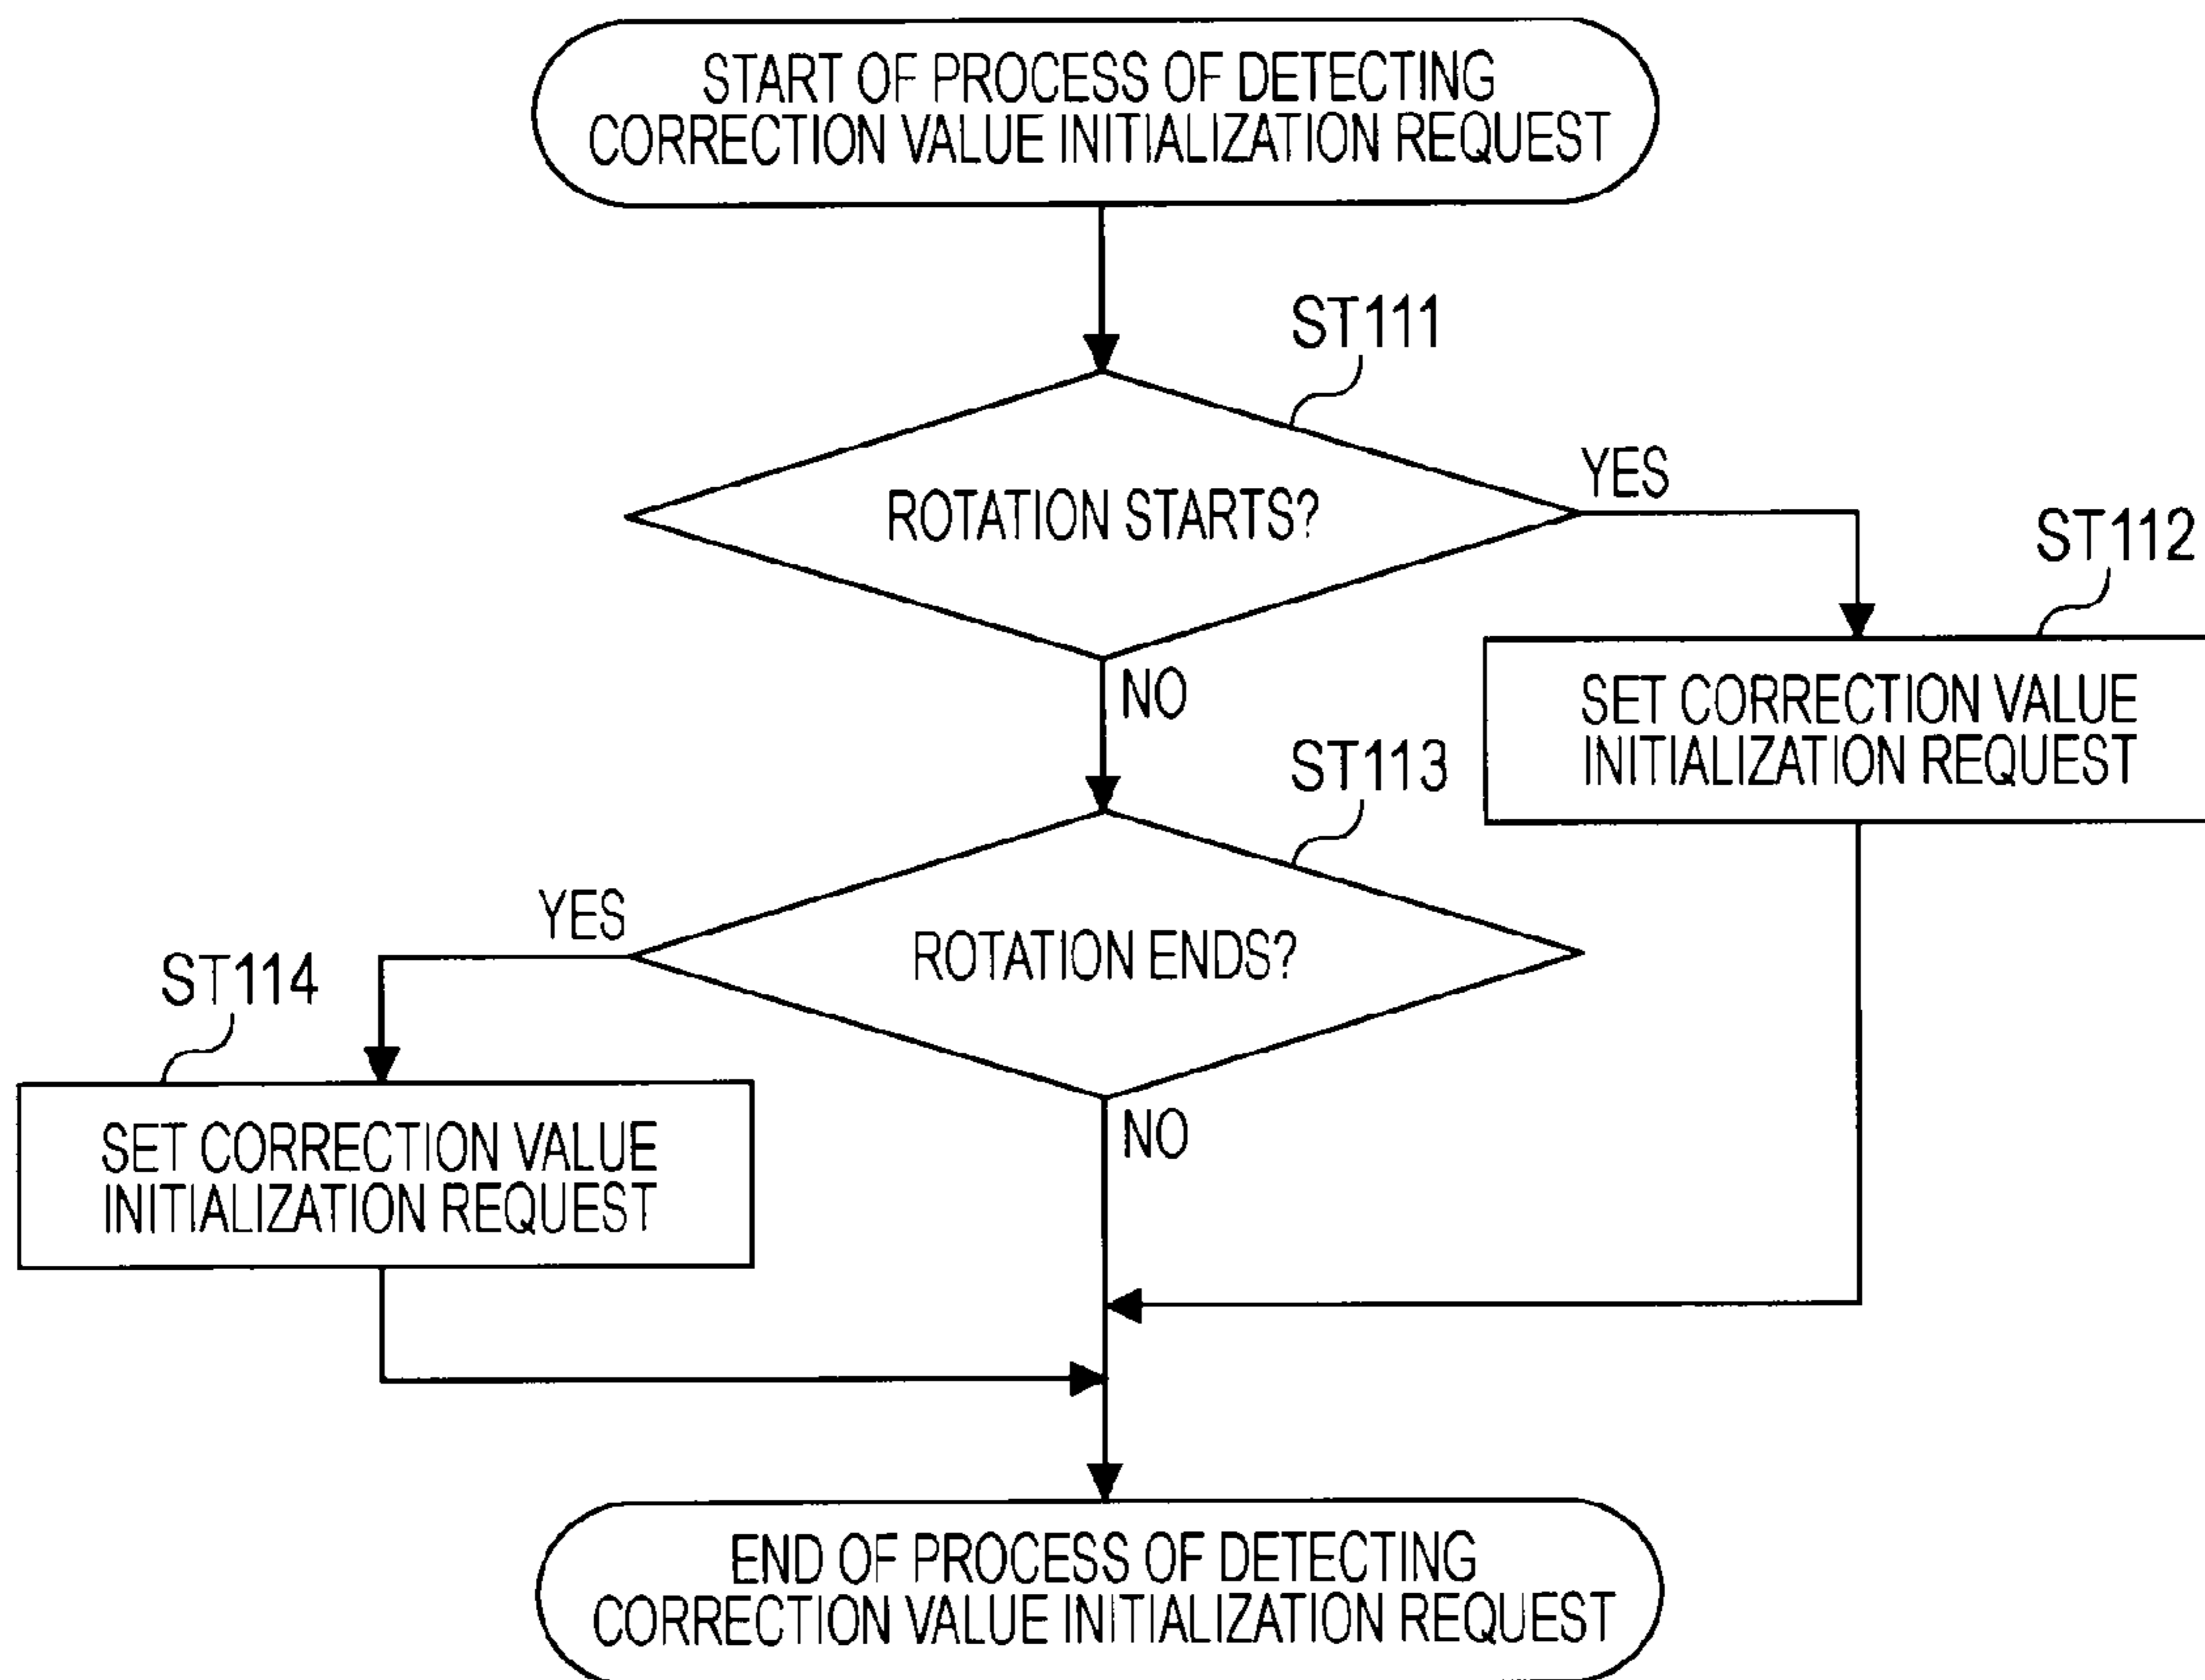 START OF PROCESS OF DETECTING
CORRECTION VALUE INITIALIZATION REQUEST
ST111
ROTATION STARTS?
YES
ST112
SET CORRECTION VALUE
INITIALIZATION REQUEST
NO
ST113
ROTATION ENDS?
YES
ST114
SET CORRECTION VALUE
INITIALIZATION REQUEST
NO
END OF PROCESS OF DETECTING
CORRECTION VALUE INITIALIZATION REQUEST